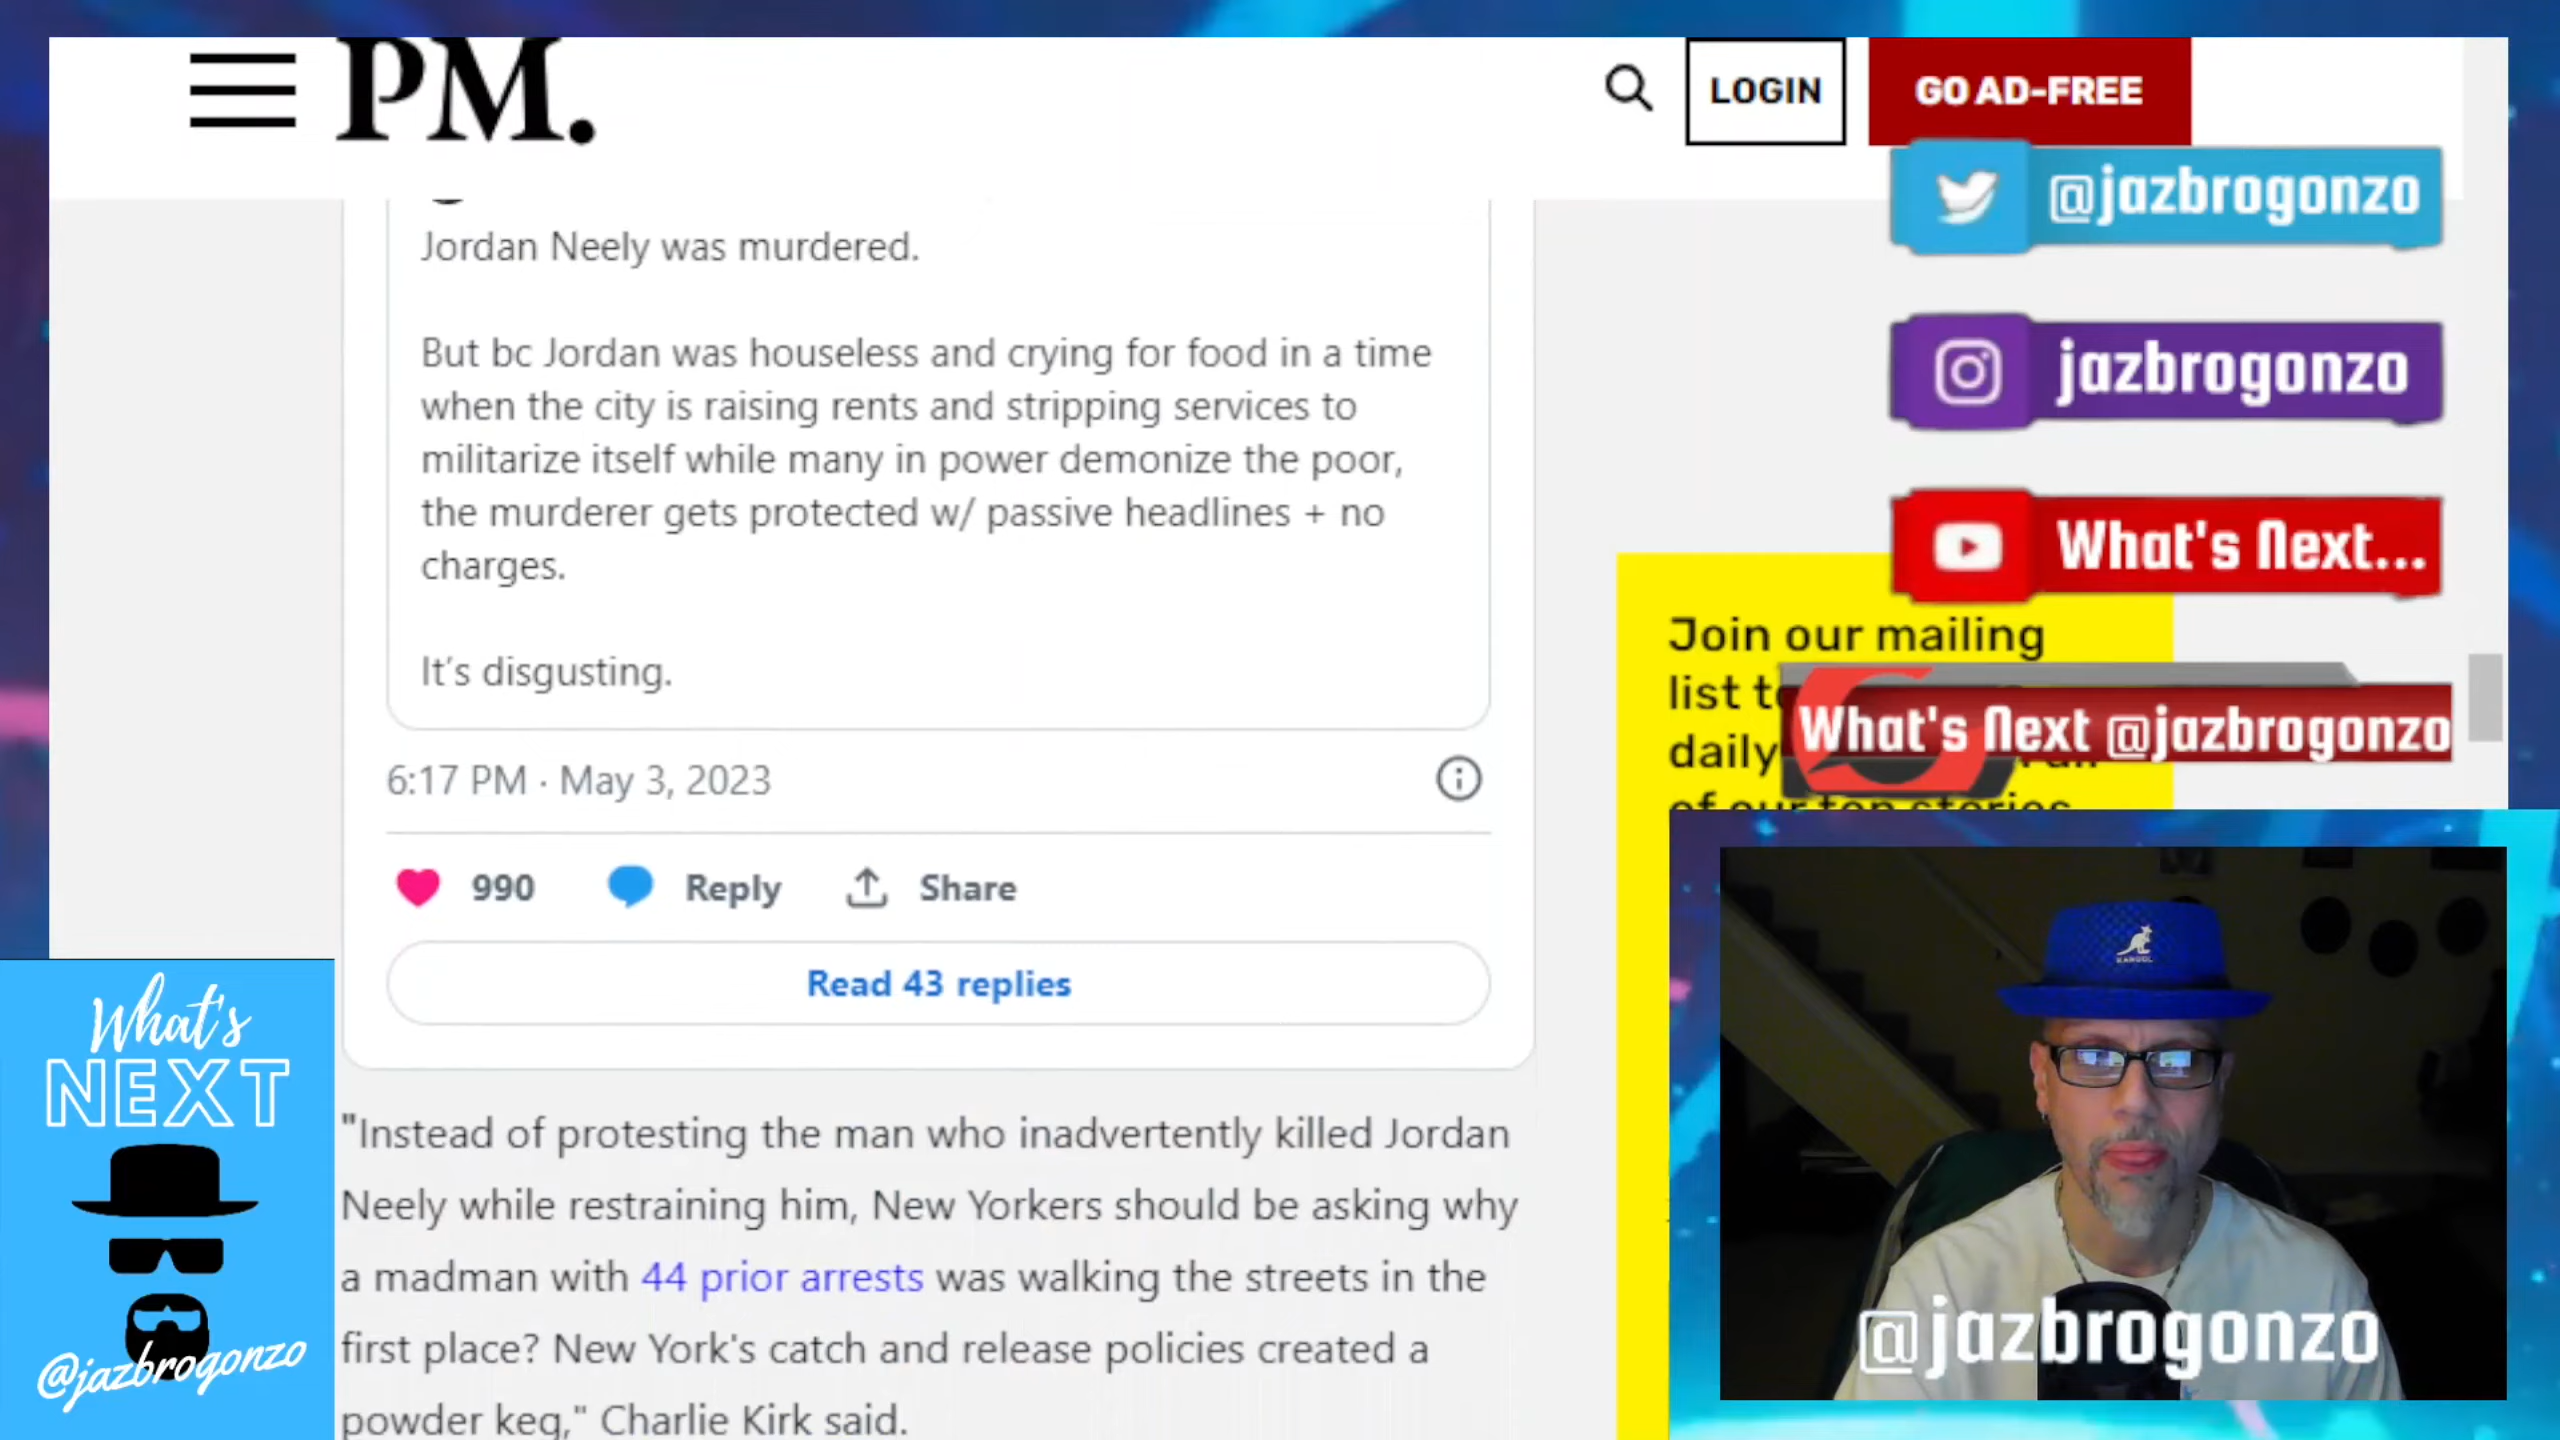 PM.
LOGIN
GO AD-FREE
@jazbrogonzo
Jordan Neely was murdered.
But bc Jordan was houseless and crying for food in a time
when the city is raising rents and stripping services to
militarize itself while many in power demonize the poor,
the murderer gets protected w/ passive headlines + no
charges.
It's disgusting.
6:17 PM · May 3, 2023
990
Reply
Share
Read 43 replies
"Instead of protesting the man who inadvertently killed Jordan
Neely while restraining him, New Yorkers should be asking why
a madman with 44 prior arrests was walking the streets in the
first place? New York's catch and release policies created a
powder keg," Charlie Kirk said.
jazbrogonzo
What's Next...
Join our mailing
list to
What's Next @jazbrogonzo
daily
of our top stories
KANGOL
@jazbrogonzo
What's
NEXT
@jazbrogonzo